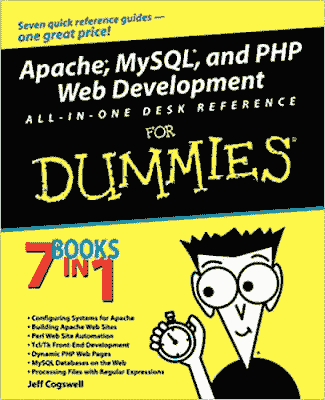 Seven quick reference guides —
one great price!
Apache, MySQL, and PHP
Web Development
ALL-IN-ONE DESK REFERENCE
FOR
DUMMIES®
7 BOOKS
IN 1
• Configuring Systems for Apache
• Building Apache Web Sites
• Perl Web Site Automation
• Tcl/Tk Front End Development
• Dynamic PHP Web Pages
• MySQL Databases on the Web
• Processing Files with Regular Expressions
Jeff Cogswell